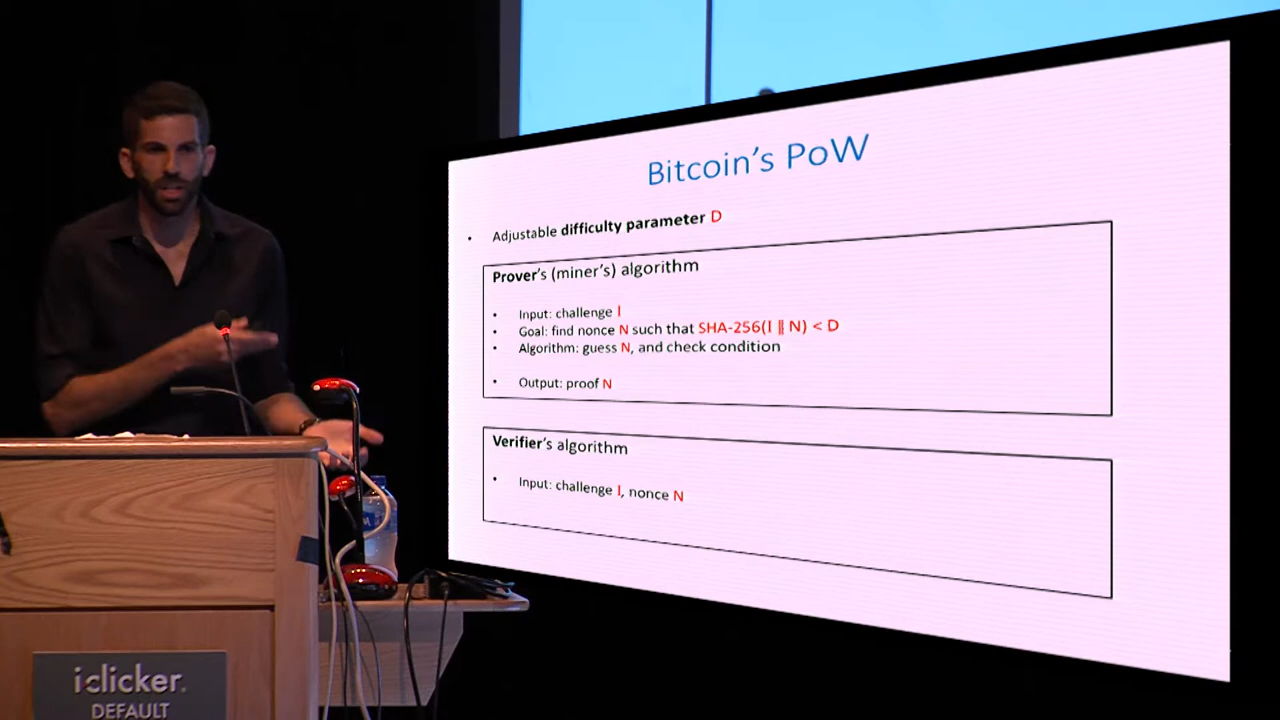 Bitcoin's PoW
• Adjustable difficulty parameter D
Prover's (miner's) algorithm
• Input: challenge I
• Goal: find nonce N such that SHA-256(I ∥ N) < D
• Algorithm: guess N, and check condition
• Output: proof N
Verifier's algorithm
• Input: challenge I, nonce N
iclicker.
DEFAULT